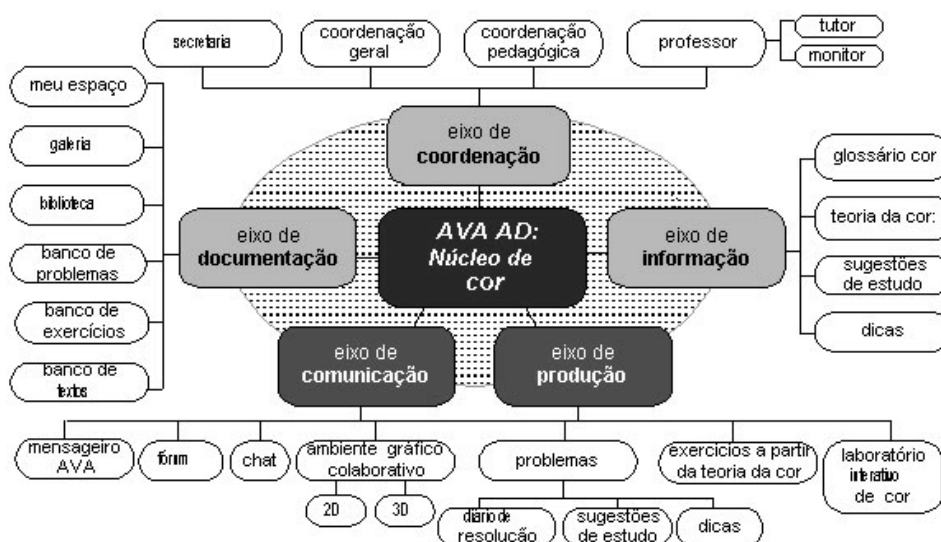 secretaria
coordenação
geral
coordenação
pedagógica
professor
tutor
monitor
meu espaço
galeria
biblioteca
banco de
problemas
banco de
exercícios
banco de
textos
eixo de
coordenação
eixo de
documentação
AVA AD:
Núcleo de
cor
eixo de
informação
glossário cor
teoria da cor:
sugestões
de estudo
dicas
eixo de
comunicação
eixo de
produção
mensageiro
AVA
fórum
chat
ambiente gráfico
colaborativo
2D
3D
problemas
diário de
resolução
sugestões
de estudo
dicas
exercicios a partir
da teoria da cor
laboratório
interativo
de cor